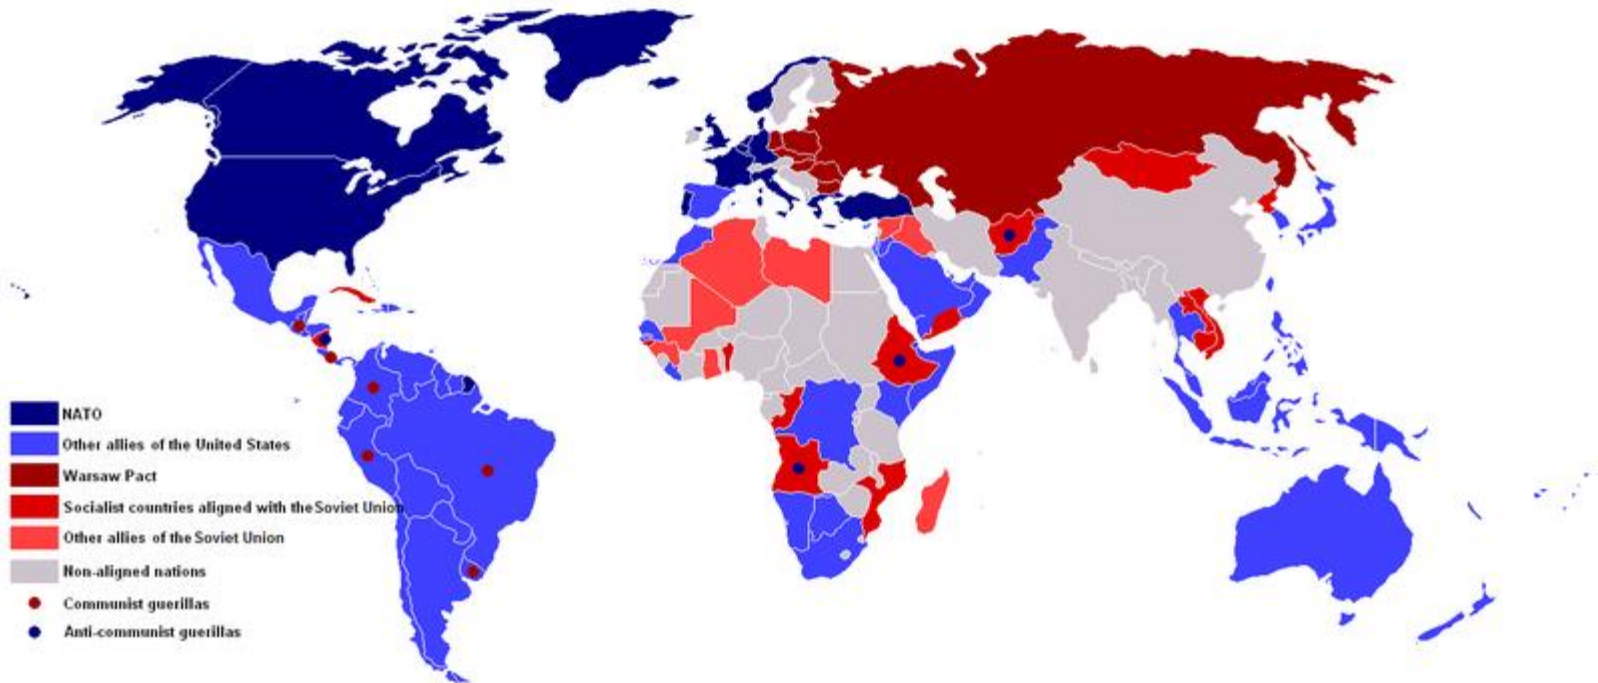 NATO
Other allies of the United States
Warsaw Pact
Socialist countries aligned with the Soviet Union
Other allies of the Soviet Union
Non-aligned nations
Communist guerillas
Anti-communist guerillas